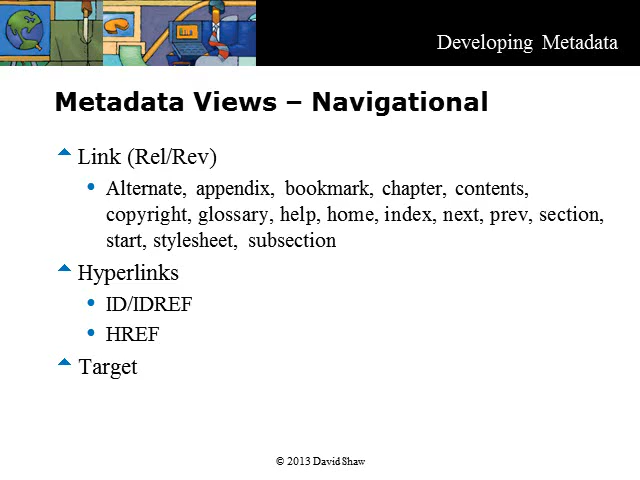 Developing Metadata
Metadata Views – Navigational
Link (Rel/Rev)
Alternate, appendix, bookmark, chapter, contents,
copyright, glossary, help, home, index, next, prev, section,
start, stylesheet, subsection
Hyperlinks
ID/IDREF
HREF
Target
© 2013 David Shaw